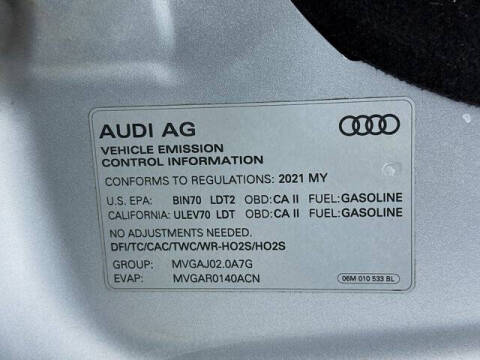 AUDI AG
VEHICLE EMISSION
CONTROL INFORMATION
CONFORMS TO REGULATIONS: 2021 MY
U.S. EPA: BIN70 LDT2 OBD: CA II FUEL: GASOLINE
CALIFORNIA: ULEV70 LDT OBD: CA II FUEL: GASOLINE
NO ADJUSTMENTS NEEDED.
DFI/TC/CAC/TWC/WR-HO2S/HO2S
GROUP: MVGAJ02.0A7G
EVAP: MVGAR0140ACN
06M 010 533 BL